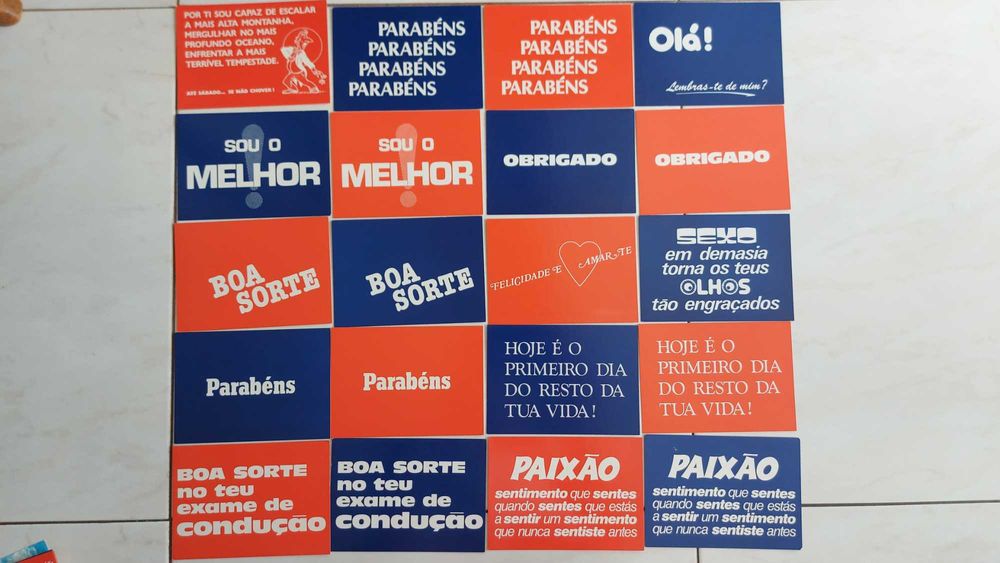 POR TI SOU CAPAZ DE ESCALAR
A MAIS ALTA MONTANHA,
MERGULHAR NO MAIS
PROFUNDO OCEANO,
ENFRENTAR A MAIS
TERRÍVEL TEMPESTADE.
ATÉ SÁBADO... SE NÃO CHOVER!
PARABÉNS
PARABÉNS
PARABÉNS
PARABÉNS
PARABÉNS
PARABÉNS
PARABÉNS
PARABÉNS
Olá!
Lembras-te de mim?
SOU O
MELHOR
!
SOU O
MELHOR
!
OBRIGADO
OBRIGADO
BOA
SORTE
BOA
SORTE
FELICIDADE É AMAR-TE
SEXO
em demasia
torna os teus
OLHOS
tão engraçados
Parabéns
Parabéns
HOJE É O
PRIMEIRO DIA
DO RESTO DA
TUA VIDA!
HOJE É O
PRIMEIRO DIA
DO RESTO DA
TUA VIDA!
BOA SORTE
no teu
exame de
condução
BOA SORTE
no teu
exame de
condução
PAIXÃO
sentimento que sentes
quando sentes que estás
a sentir um sentimento
que nunca sentiste antes
PAIXÃO
sentimento que sentes
quando sentes que estás
a sentir um sentimento
que nunca sentiste antes